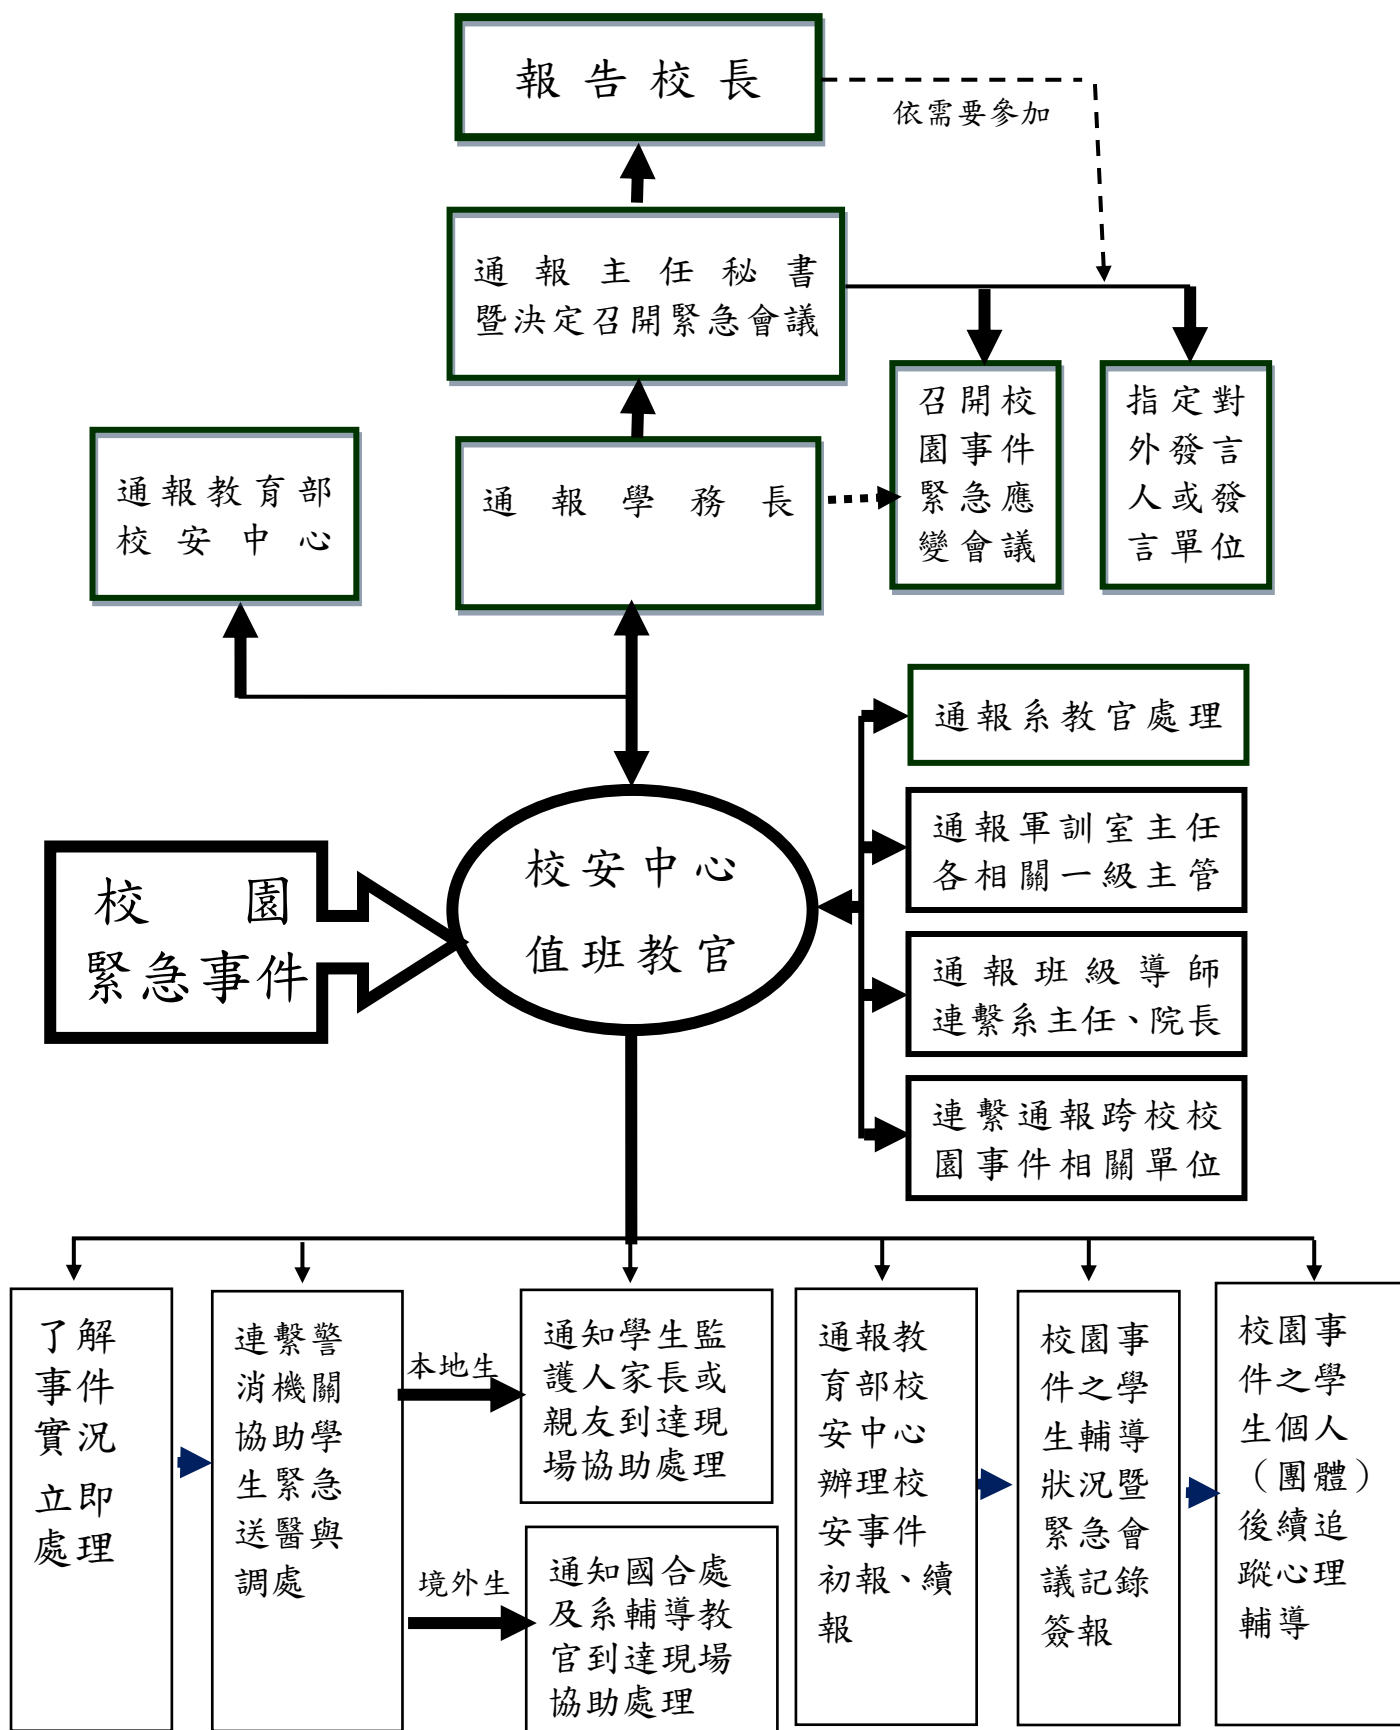 報告校長
依需要參加
通報主任秘書
暨決定召開緊急會議
召開校
園事件
緊急應
變會議
指定對
外發言
人或發
言單位
通報教育部
校安中心
通報學務長
通報系教官處理
校園
緊急事件
校安中心
值班教官
通報軍訓室主任
各相關一級主管
通報班級導師
連繫系主任、院長
連繫通報跨校校
園事件相關單位
了解
事件
實況
立即
處理
連繫警
消機關
協助學
生緊急
送醫與
調處
本地生
通知學生監
護人家長或
親友到達現
場協助處理
境外生
通知國合處
及系輔導教
官到達現場
協助處理
通報教
育部校
安中心
辦理校
安事件
初報、續
報
校園事
件之學
生輔導
狀況暨
緊急會
議記錄
簽報
校園事
件之學
生個人
（團體）
後續追
蹤心理
輔導